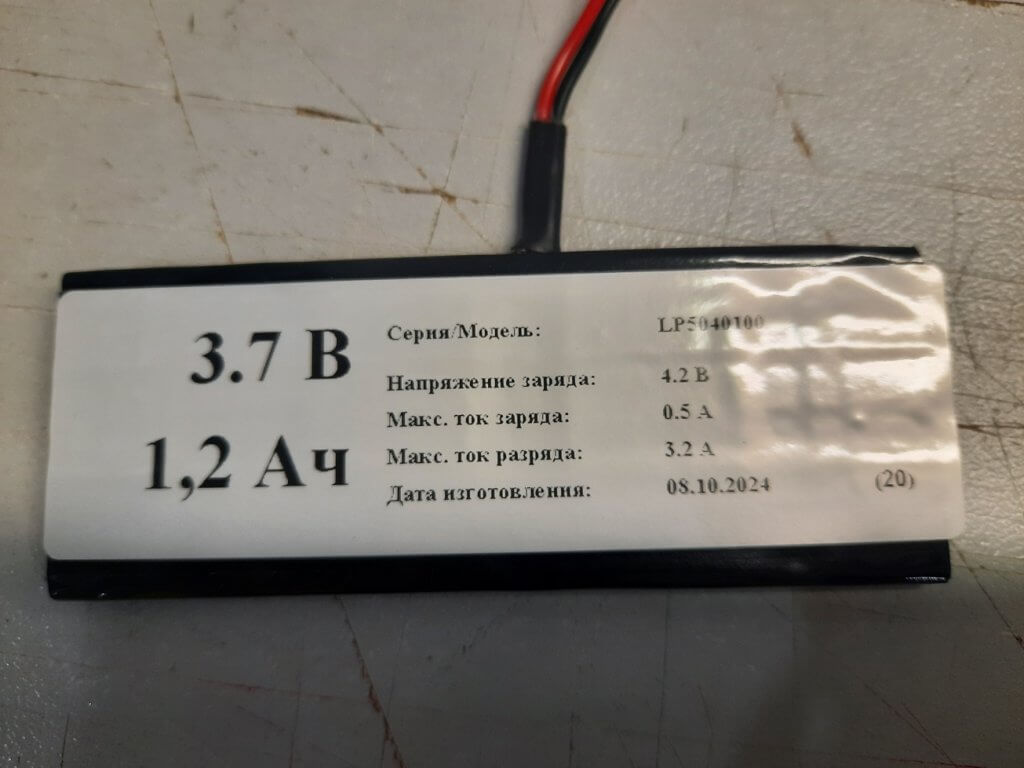 3.7 В
1,2 Ач
Серия/Модель: LP5040100
Напряжение заряда: 4.2 В
Макс. ток заряда: 0.5 А
Макс. ток разряда: 3.2 А
Дата изготовления: 08.10.2024 (20)